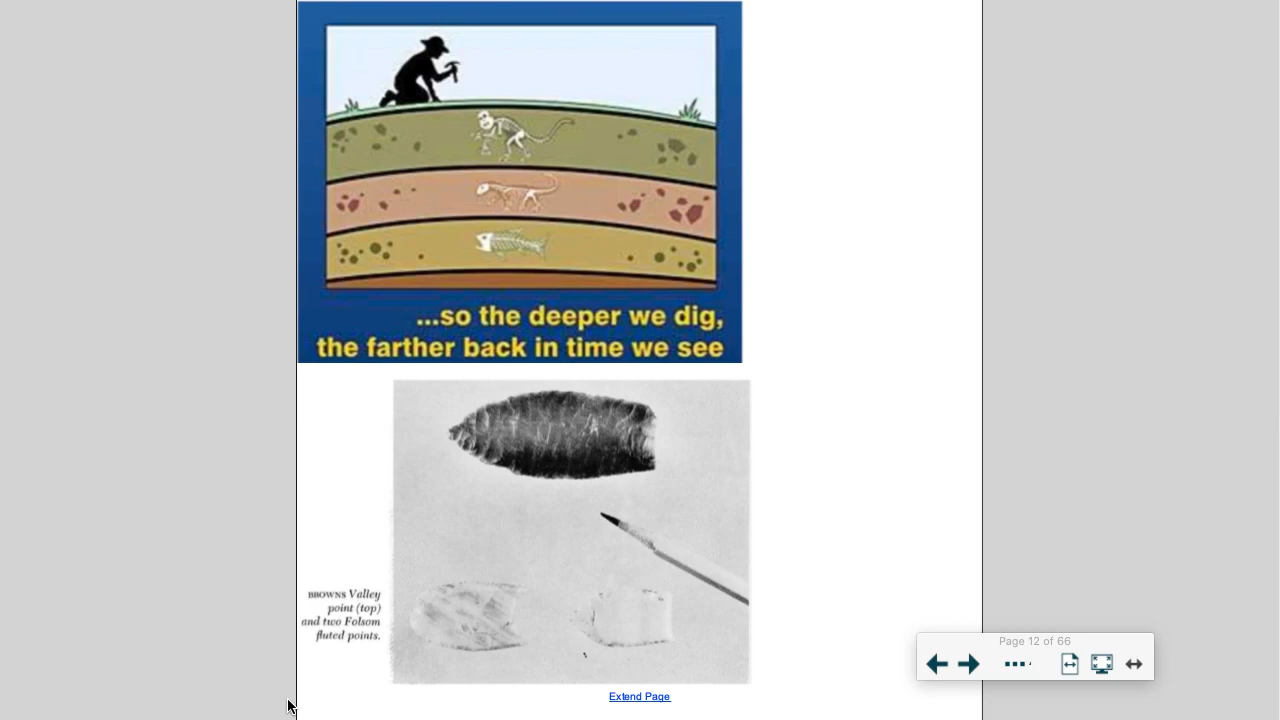 ...so the deeper we dig,
the farther back in time we see
BROWNS Valley
point (top)
and two Folsom
fluted points.
Page 12 of 66
Extend Page